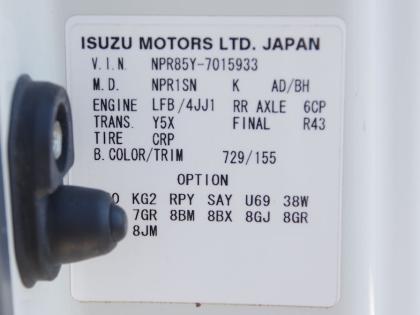 ISUZU MOTORS LTD. JAPAN
V. I. N. NPR85Y-7015933
M. D. NPR1SN K AD/BH
ENGINE LFB/4JJ1 RR AXLE 6CP
TRANS. Y5X FINAL R43
TIRE CRP
B. COLOR/TRIM 729/155
OPTION
KG2 RPY SAY U69 38W
7GR 8BM 8BX 8GJ 8GR
8JM